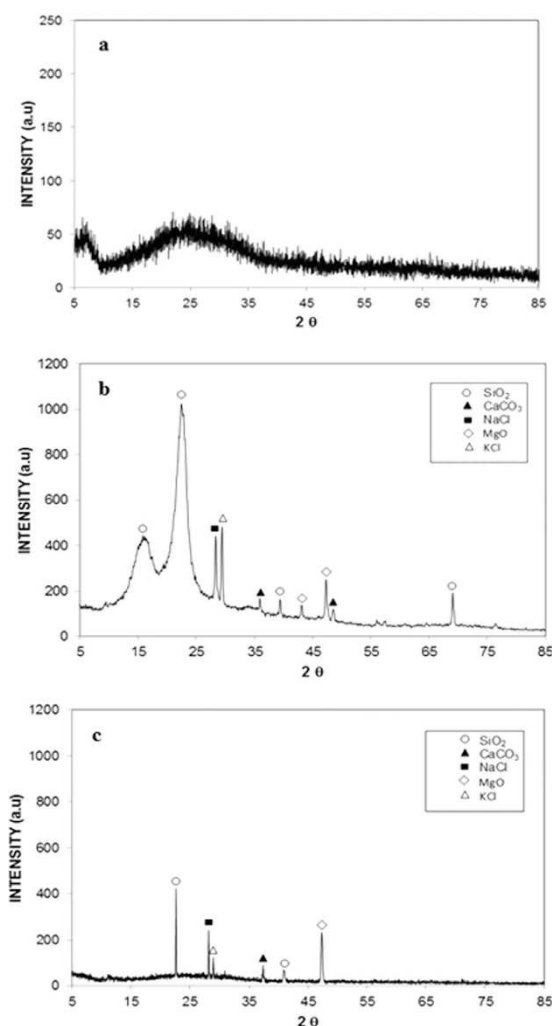 a
250
200
150
100
50
0
INTENSITY (a.u)
5 15 25 35 45 55 65 75 85
2 θ
b
1200
1000
800
600
400
200
0
INTENSITY (a.u)
SiO₂
CaCO₃
NaCl
MgO
KCl
5 15 25 35 45 55 65 75 85
2 θ
c
1200
1000
800
600
400
200
0
INTENSITY (a.u)
SiO₂
CaCO₃
NaCl
MgO
KCl
5 15 25 35 45 55 65 75 85
2 θ